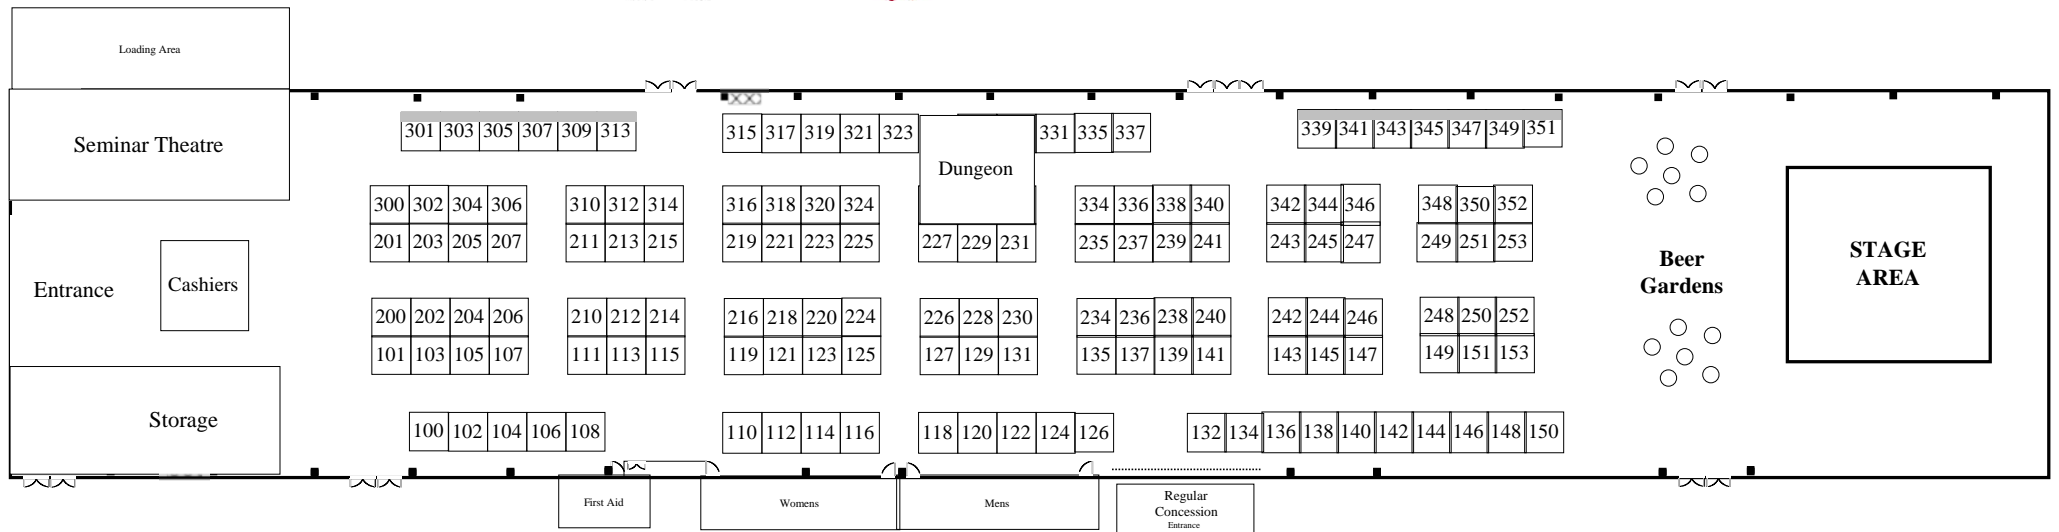 Loading Area
Seminar Theatre
301 303 305 307 309 313
315 317 319 321 323
331 335 337
339 341 343 345 347 349 351
Dungeon
300 302 304 306
310 312 314
316 318 320 324
334 336 338 340
342 344 346
348 350 352
201 203 205 207
211 213 215
219 221 223 225
227 229 231
235 237 239 241
243 245 247
249 251 253
Entrance
Cashiers
Beer
Gardens
STAGE
AREA
200 202 204 206
210 212 214
216 218 220 224
226 228 230
234 236 238 240
242 244 246
248 250 252
101 103 105 107
111 113 115
119 121 123 125
127 129 131
135 137 139 141
143 145 147
149 151 153
Storage
100 102 104 106 108
110 112 114 116
118 120 122 124 126
132 134 136 138 140 142 144 146 148 150
First Aid
Womens
Mens
Regular
Concession
Entrance